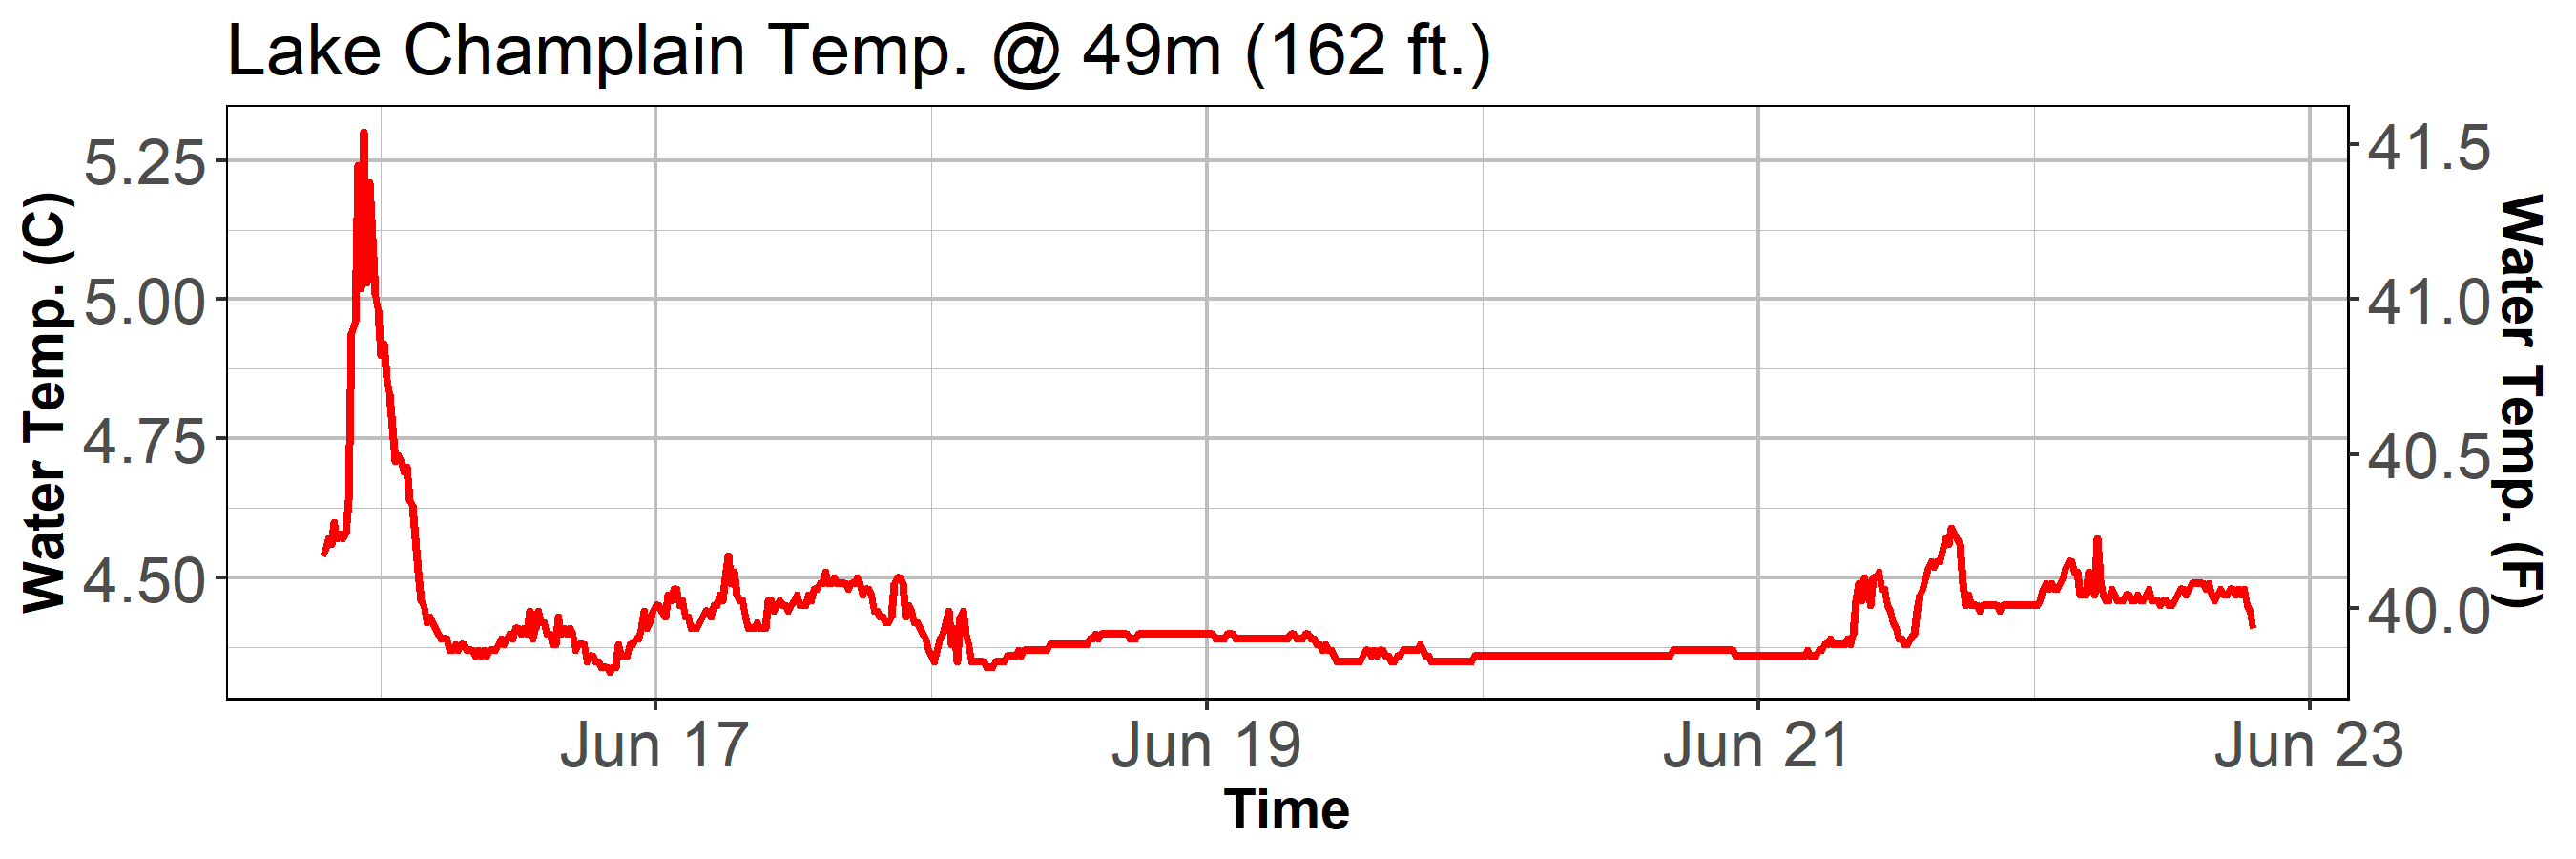 Lake Champlain Temp. @ 49m (162 ft.)
Water Temp. (C)
5.25
5.00
4.75
4.50
41.5
41.0
40.5
40.0
Water Temp. (F)
Jun 17
Jun 19
Jun 21
Jun 23
Time